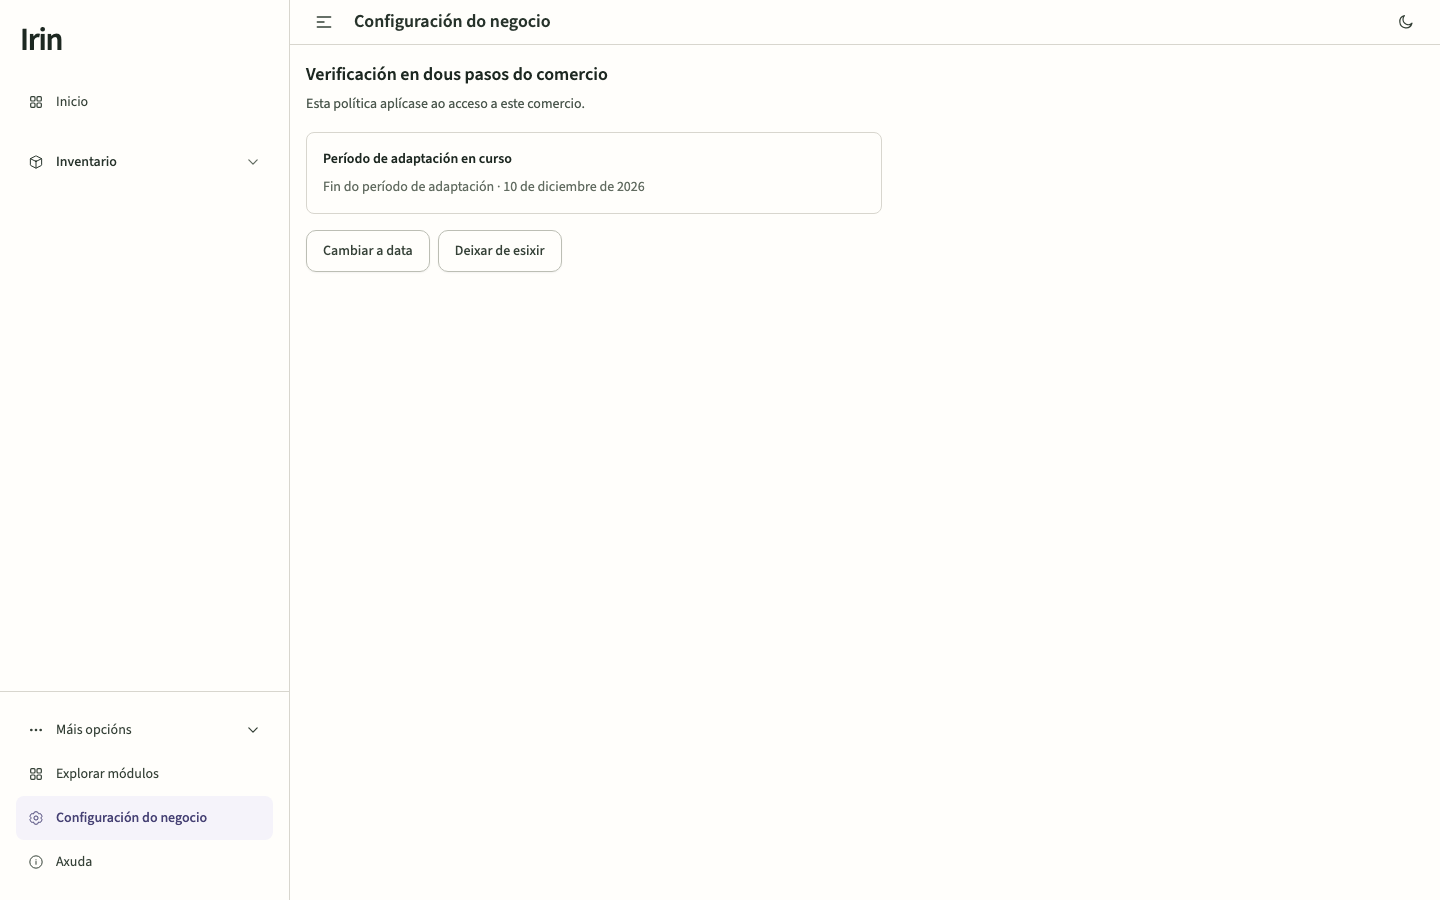 Irin
Inicio
Inventario
Máis opcións
Explorar módulos
Configuración do negocio
Axuda
Configuración do negocio
Verificación en dous pasos do comercio
Esta política aplícase ao acceso a este comercio.
Período de adaptación en curso
Fin do período de adaptación · 10 de diciembre de 2026
Cambiar a data
Deixar de esixir